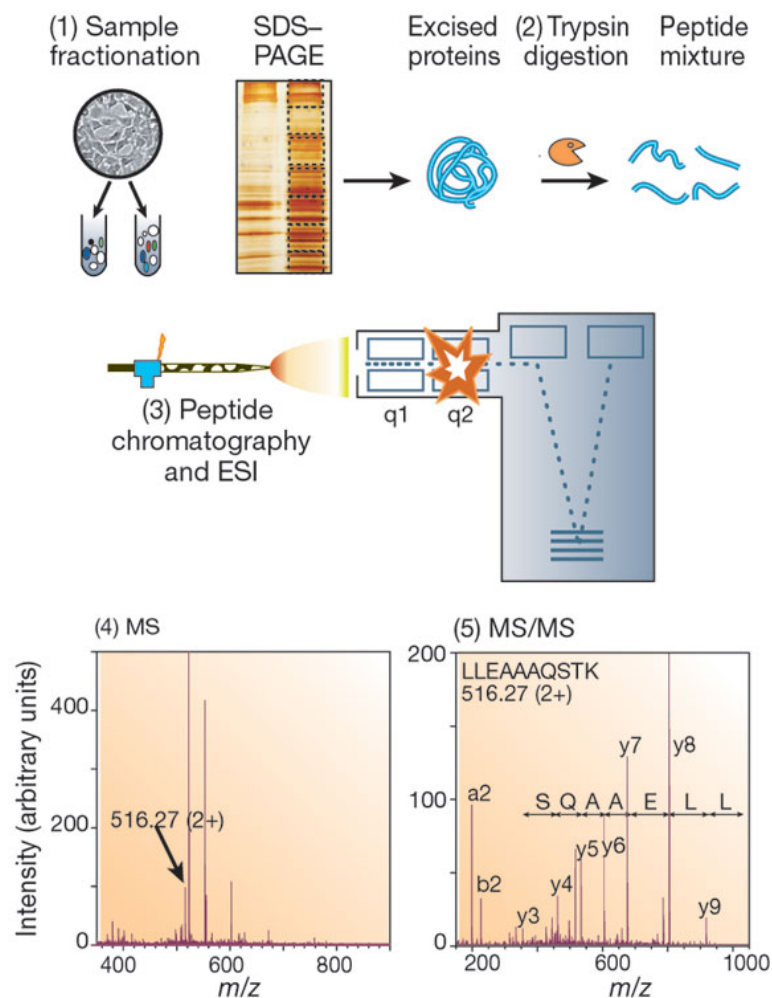 (1) Sample
fractionation
SDS–
PAGE
Excised
proteins
(2) Trypsin
digestion
Peptide
mixture
(3) Peptide
chromatography
and ESI
q1
q2
(4) MS
Intensity (arbitrary units)
400
200
0
516.27 (2+)
400
600
800
m/z
(5) MS/MS
200
100
0
LLEAAAQSTK
516.27 (2+)
a2
b2
y3
y4
y5
y6
y7
y8
y9
S Q A A E L L
200
600
1000
m/z